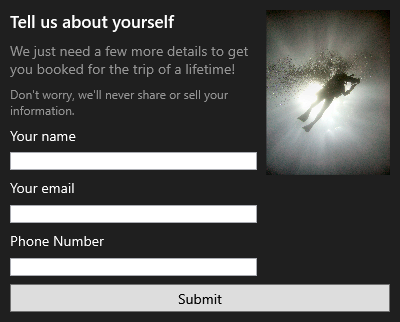 Tell us about yourself
We just need a few more details to get
you booked for the trip of a lifetime!
Don't worry, we'll never share or sell your
information.
Your name
Your email
Phone Number
Submit